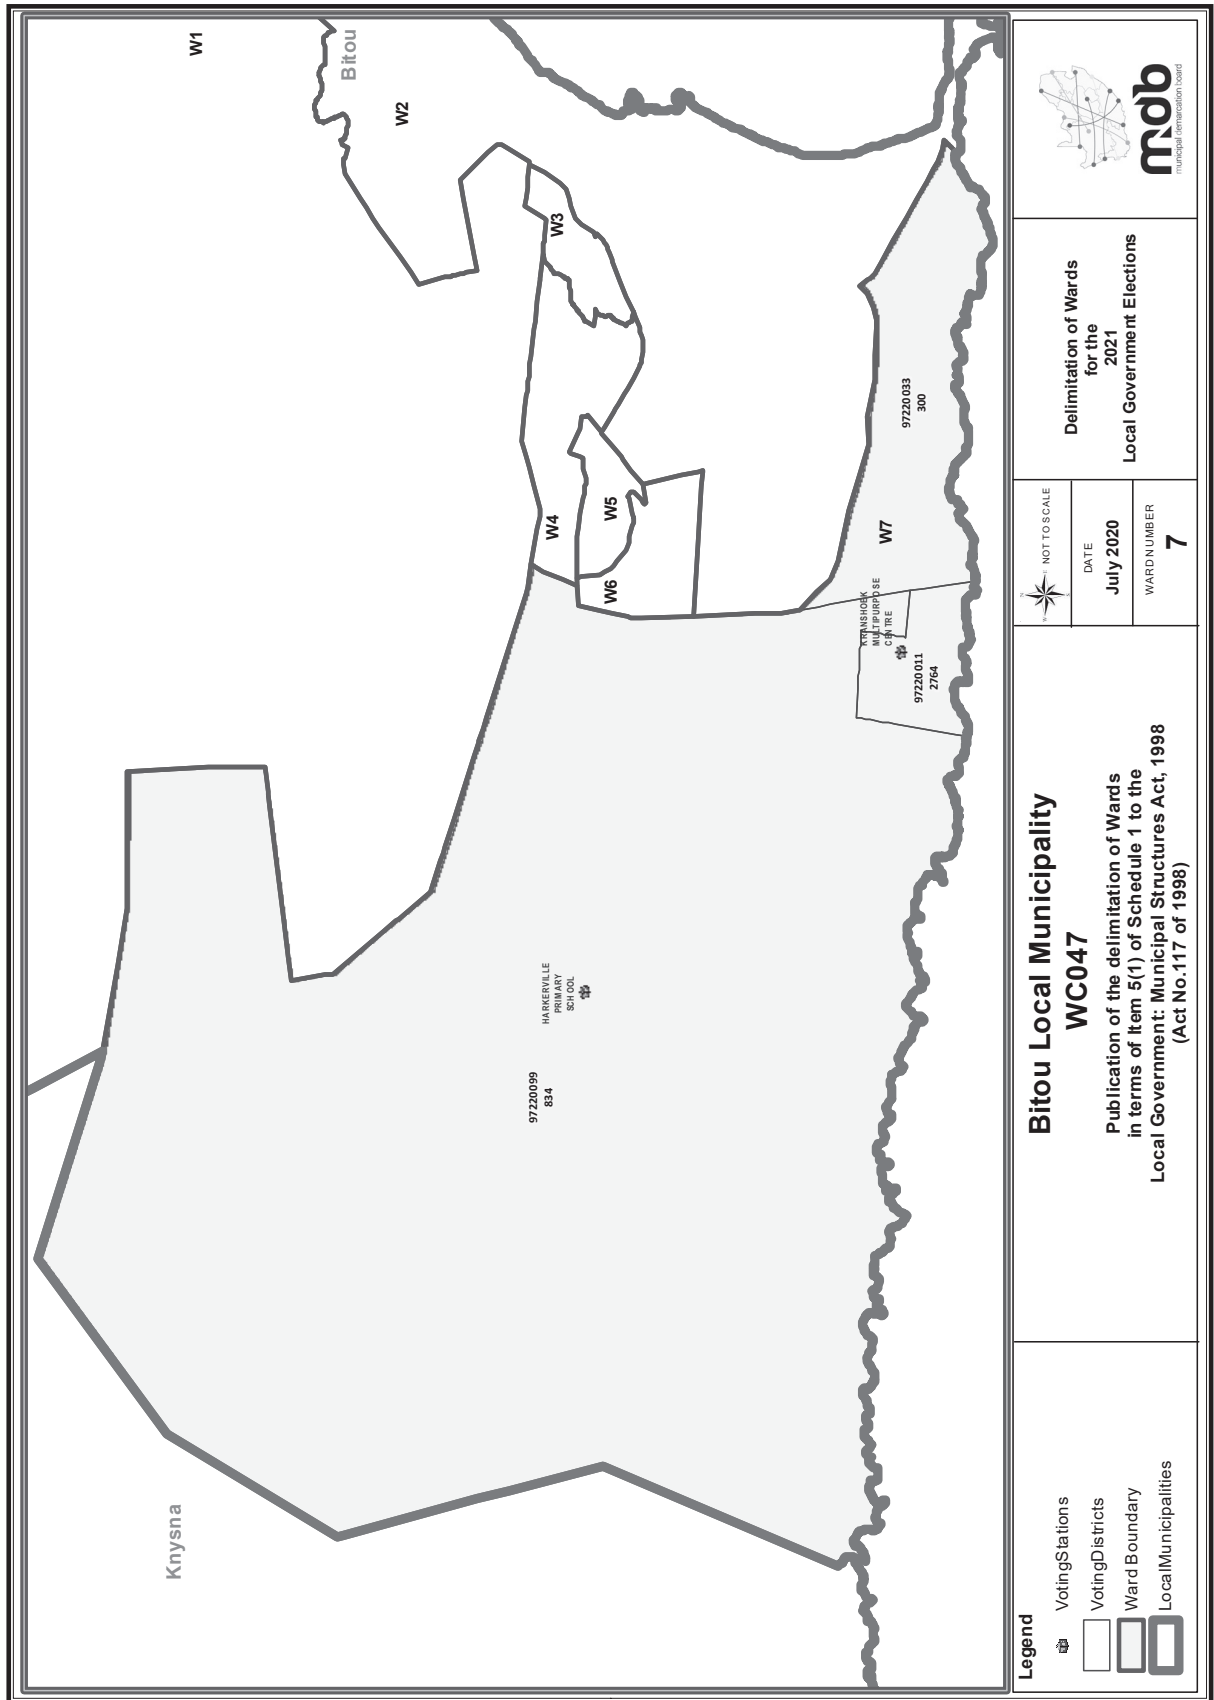 W1
Bitou
W2
W3
W4
W5
W6
W7
97220033
300
KRANSHOEK
MULTIPURPOSE
CENTRE
97220011
2764
HARKERVILLE
PRIMARY
SCHOOL
97220099
834
Knysna
Legend
VotingStations
VotingDistricts
Ward Boundary
LocalMunicipalities
Bitou Local Municipality
WC047
Publication of the delimitation of Wards
in terms of Item 5(1) of Schedule 1 to the
Local Government: Municipal Structures Act, 1998
(Act No.117 of 1998)
N
W
E
S
NOT TO SCALE
DATE
July 2020
WARD NUMBER
7
Delimitation of Wards
for the
2021
Local Government Elections
mdb
municipal demarcation board